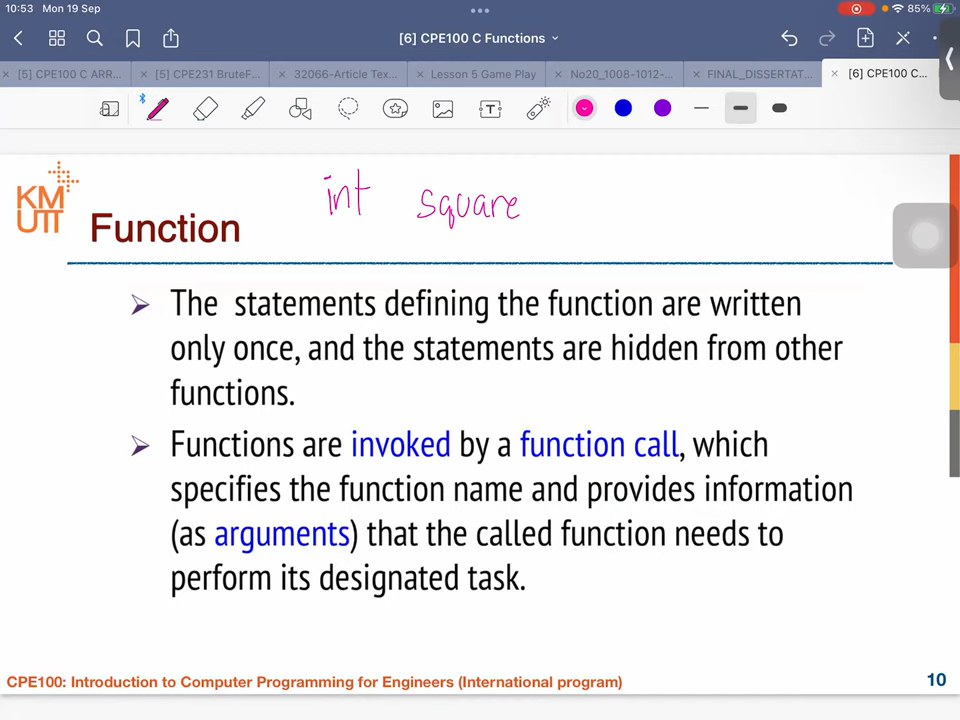 10:53 Mon 19 Sep
85%
[6] CPE100 C Functions
[5] CPE100 C ARR...
[5] CPE231 BruteF...
32066-Article Tex...
Lesson 5 Game Play
No20_1008-1012-...
FINAL_DISSERTAT...
[6] CPE100 C...
KM
UTT
int square
Function
The statements defining the function are written
only once, and the statements are hidden from other
functions.
Functions are invoked by a function call, which
specifies the function name and provides information
(as arguments) that the called function needs to
perform its designated task.
CPE100: Introduction to Computer Programming for Engineers (International program)
10